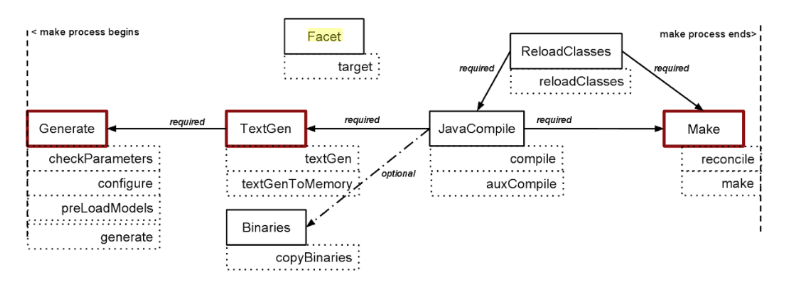 < make process begins
Facet
target
make process ends>
ReloadClasses
reloadClasses
required
required
Generate
required
TextGen
required
JavaCompile
required
Make
checkParameters
configure
preLoadModels
generate
textGen
textGenToMemory
optional
compile
auxCompile
reconcile
make
Binaries
copyBinaries